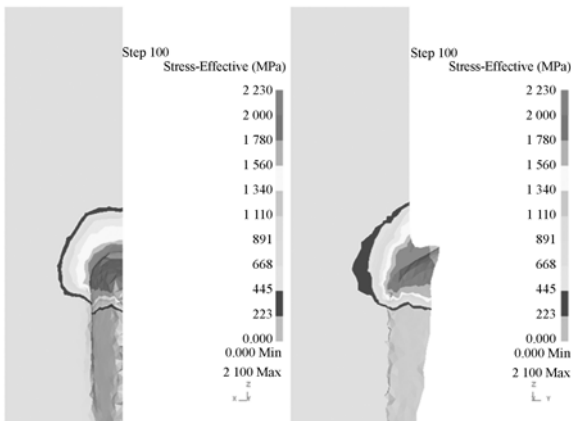 Step 100
Stress-Effective (MPa)
2 230
2 000
1 780
1 560
1 340
1 110
891
668
445
223
0.000
0.000 Min
2 100 Max
Z
X Y
Step 100
Stress-Effective (MPa)
2 230
2 000
1 780
1 560
1 340
1 110
891
668
445
223
0.000
0.000 Min
2 100 Max
Z
X Y